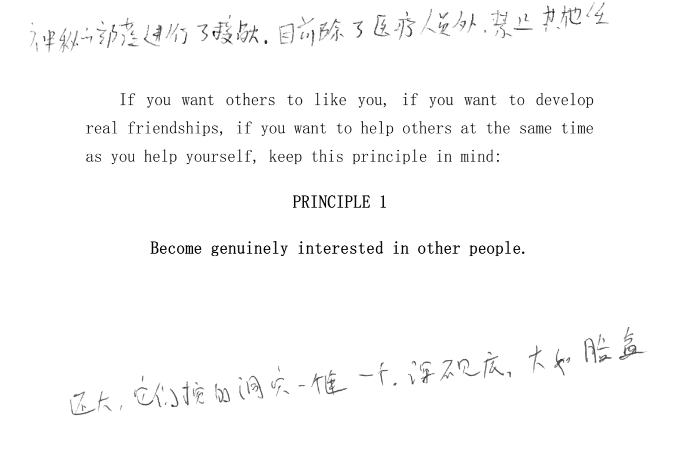 神秘部落进行了接触.目前除了医疗人员外,禁止其他任
If you want others to like you, if you want to develop
real friendships, if you want to help others at the same time
as you help yourself, keep this principle in mind:
PRINCIPLE 1
Become genuinely interested in other people.
还大,它们挖的洞穴一个连一个.深不见底,大如脸盆